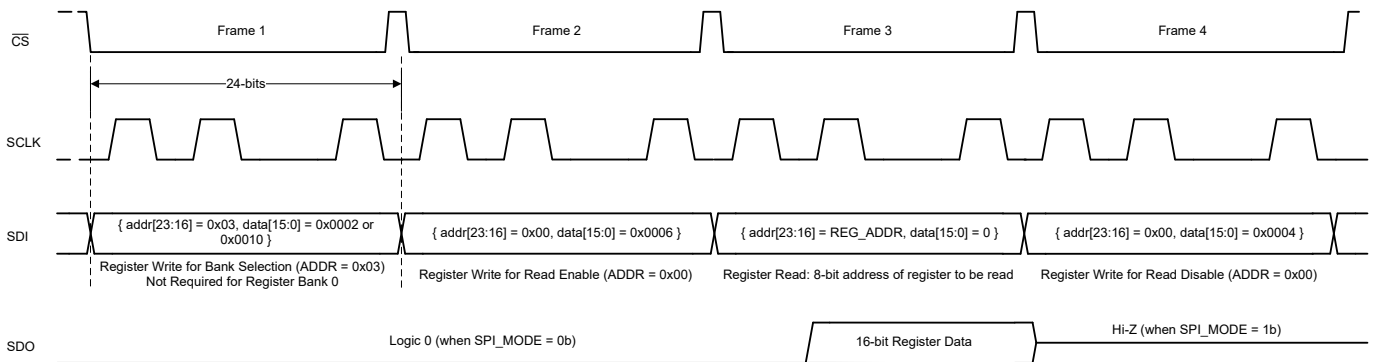 CS
Frame 1
Frame 2
Frame 3
Frame 4
24-bits
SCLK
SDI
{ addr[23:16] = 0x03, data[15:0] = 0x0002 or
0x0010 }
{ addr[23:16] = 0x00, data[15:0] = 0x0006 }
{ addr[23:16] = REG_ADDR, data[15:0] = 0 }
{ addr[23:16] = 0x00, data[15:0] = 0x0004 }
Register Write for Bank Selection (ADDR = 0x03)
Not Required for Register Bank 0
Register Write for Read Enable (ADDR = 0x00)
Register Read: 8-bit address of register to be read
Register Write for Read Disable (ADDR = 0x00)
SDO
Logic 0 (when SPI_MODE = 0b)
16-bit Register Data
Hi-Z (when SPI_MODE = 1b)